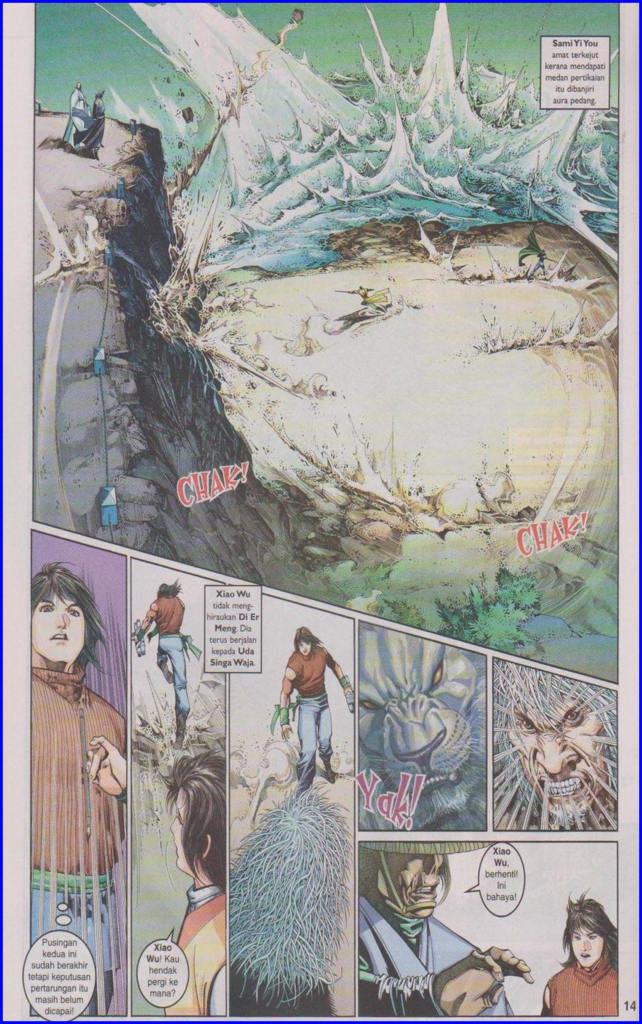 Sami Yi You
amat terkejut
kerana mendapati
medan pertikaian
itu dibanjiri
aura pedang.
CHAK!
CHAK!
Pusingan
kedua ini
sudah berakhir
tetapi keputusan
pertarungan itu
masih belum
dicapai!
Xiao
Wu! Kau
hendak
pergi ke
mana?
Xiao Wu
tidak meng-
hiraukan Di Er
Meng. Dia
terus berjalan
kepada Uda
Singa Waja.
Yak!
Xiao
Wu,
berhenti!
Ini
bahaya!
14